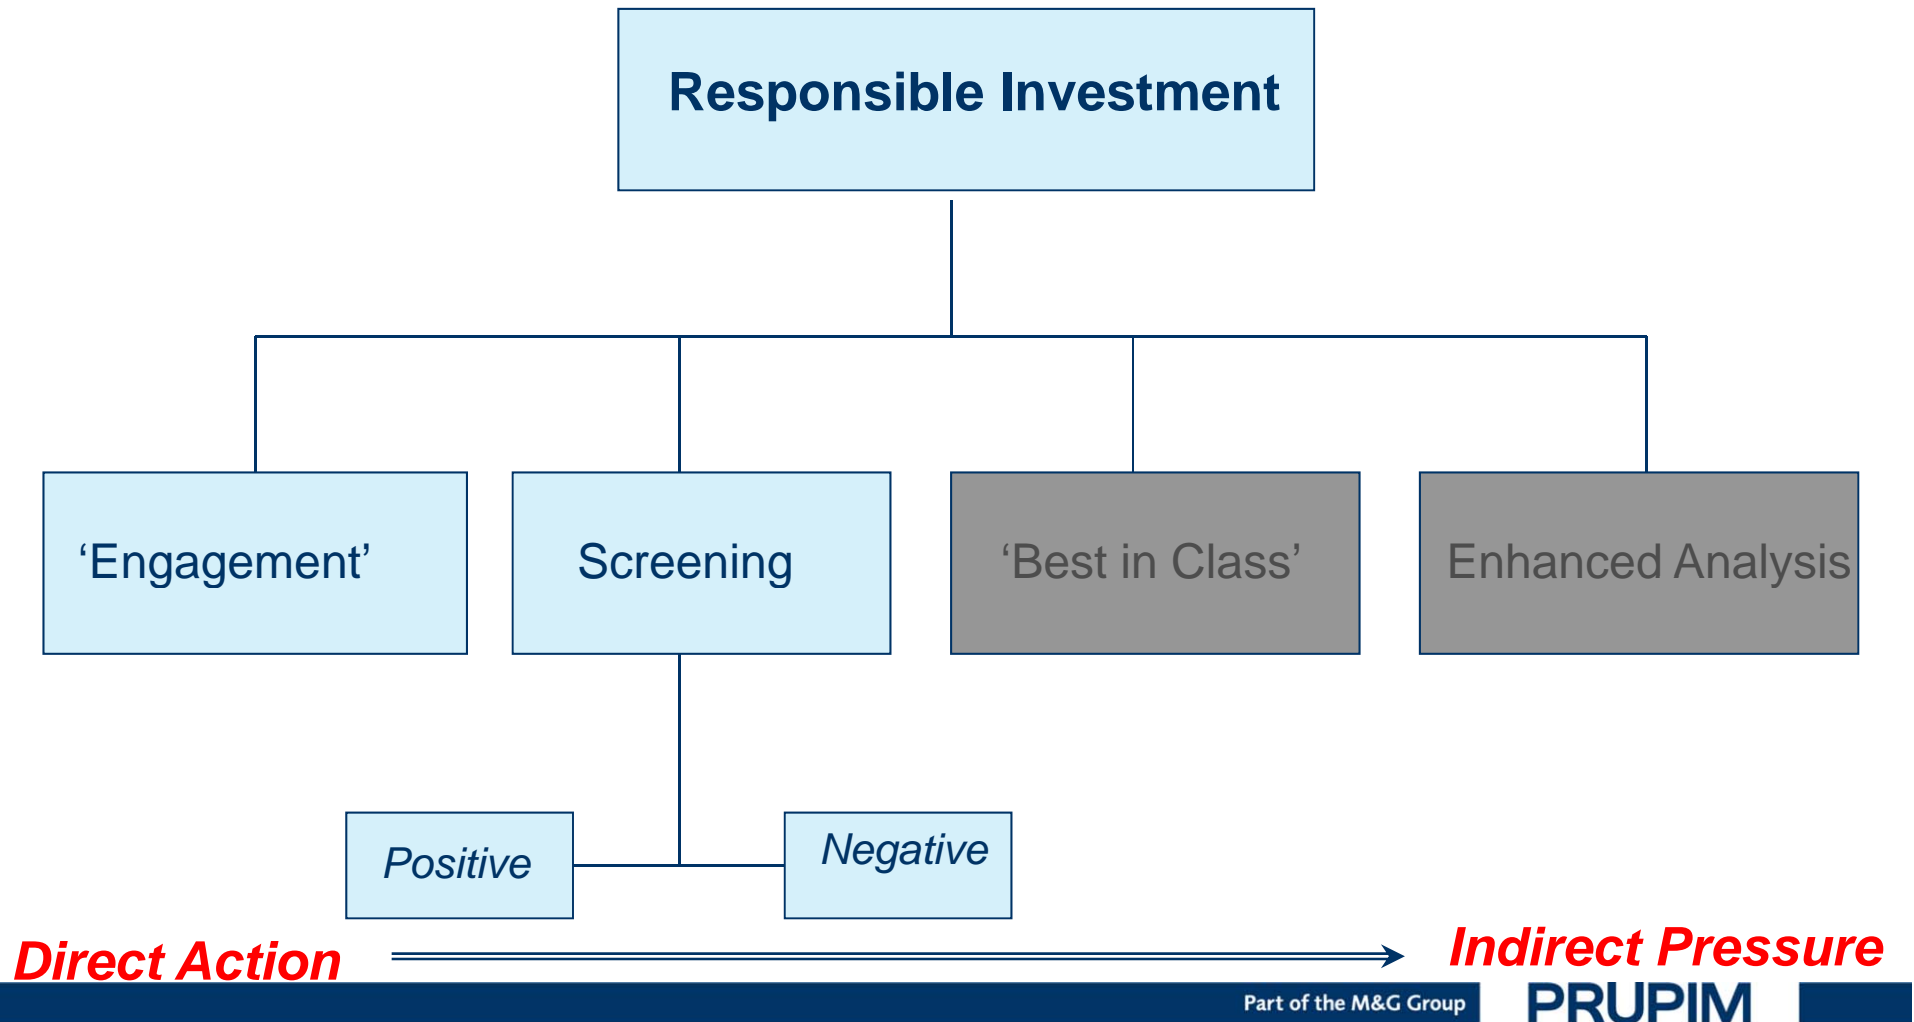 Responsible Investment
‘Engagement’
Screening
‘Best in Class’
Enhanced Analysis
Positive
Negative
Direct Action
Indirect Pressure
Part of the M&G Group
PRUPIM